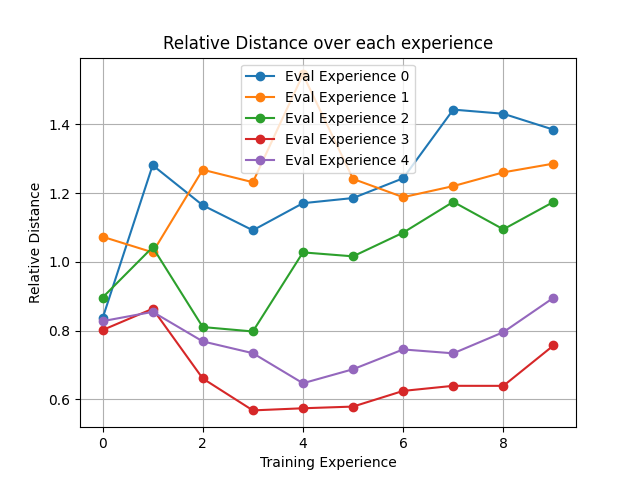 Relative Distance over each experience
Eval Experience 0
Eval Experience 1
Eval Experience 2
Eval Experience 3
Eval Experience 4
Relative Distance
1.4
1.2
1.0
0.8
0.6
0 2 4 6 8
Training Experience